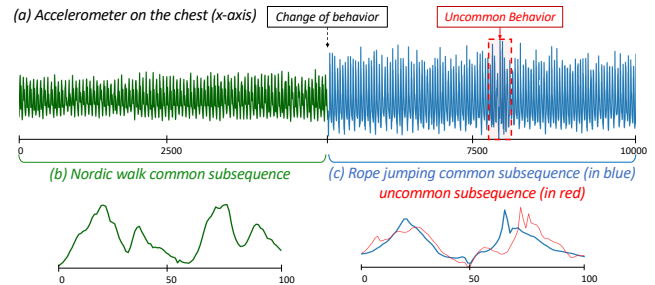 (a) Accelerometer on the chest (x-axis)
Change of behavior
Uncommon Behavior
0 2500 7500 10000
(b) Nordic walk common subsequence
(c) Rope jumping common subsequence (in blue)
uncommon subsequence (in red)
0 50 100
0 50 100